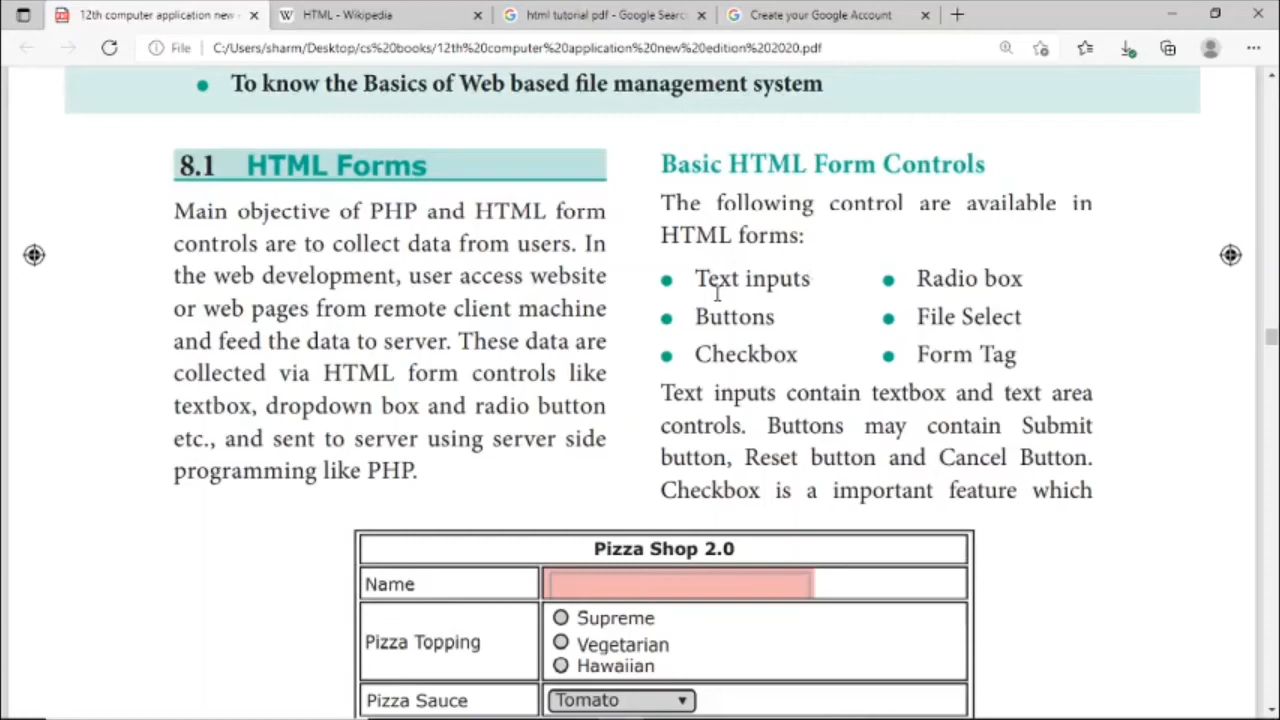 12th computer application new
HTML - Wikipedia
html tutorial pdf - Google Searc
Create your Google Account
File
C:/Users/sharm/Desktop/cs%20books/12th%20computer%20application%20new%20edition%202020.pdf
To know the Basics of Web based file management system
8.1 HTML Forms
Main objective of PHP and HTML form
controls are to collect data from users. In
the web development, user access website
or web pages from remote client machine
and feed the data to server. These data are
collected via HTML form controls like
textbox, dropdown box and radio button
etc., and sent to server using server side
programming like PHP.
Basic HTML Form Controls
The following control are available in
HTML forms:
Text inputs
Buttons
Checkbox
Radio box
File Select
Form Tag
Text inputs contain textbox and text area
controls. Buttons may contain Submit
button, Reset button and Cancel Button.
Checkbox is a important feature which
Pizza Shop 2.0
Name
Pizza Topping
Supreme
Vegetarian
Hawaiian
Pizza Sauce
Tomato